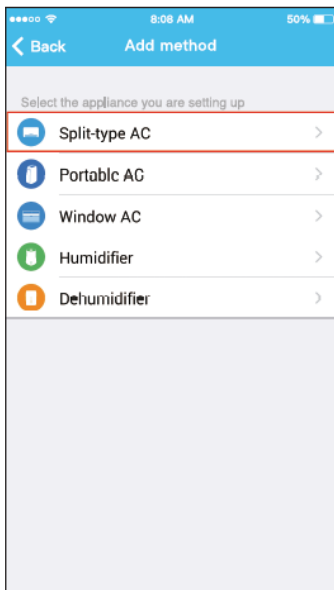 8:08 AM 50%
Back Add method
Select the appliance you are setting up
Split-type AC
Portable AC
Window AC
Humidifier
Dehumidifier